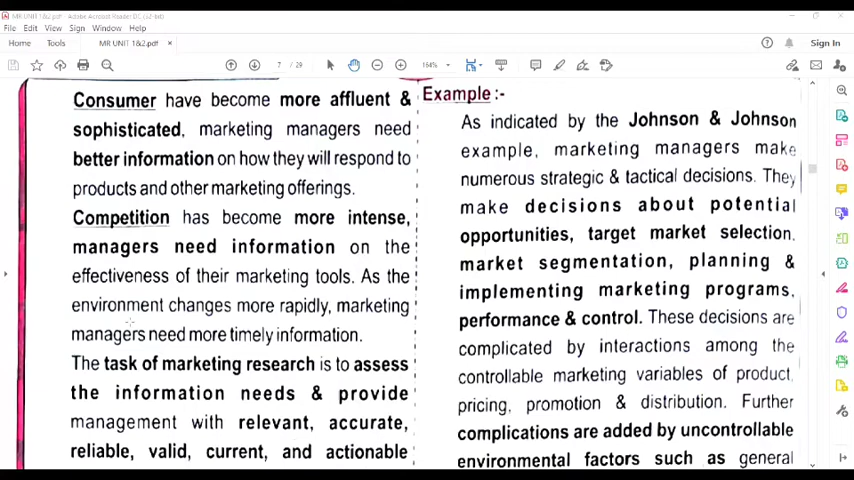 MR UNIT 1&2.pdf - Adobe Acrobat Reader DC (32-bit)
File Edit View Sign Window Help
Home Tools MR UNIT 1&2.pdf × Sign In
7 / 29 164%
Consumer have become more affluent &
sophisticated, marketing managers need
better information on how they will respond to
products and other marketing offerings.
Competition has become more intense,
managers need information on the
effectiveness of their marketing tools. As the
environment changes more rapidly, marketing
managers need more timely information.
The task of marketing research is to assess
the information needs & provide
management with relevant, accurate,
reliable, valid, current, and actionable
Example :-
As indicated by the Johnson & Johnson
example, marketing managers make
numerous strategic & tactical decisions. They
make decisions about potential
opportunities, target market selection,
market segmentation, planning &
implementing marketing programs,
performance & control. These decisions are
complicated by interactions among the
controllable marketing variables of product,
pricing, promotion & distribution. Further
complications are added by uncontrollable
environmental factors such as general